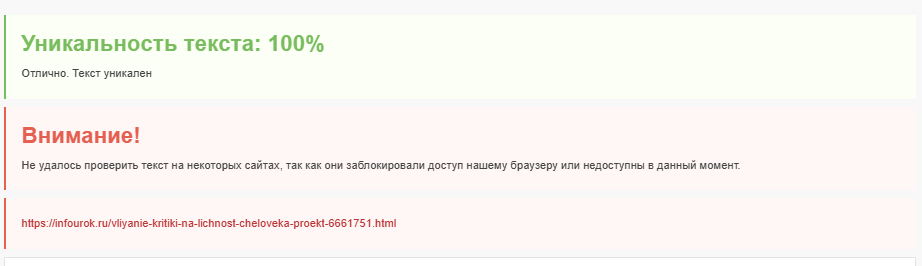 Уникальность текста: 100%
Отлично. Текст уникален
Внимание!
Не удалось проверить текст на некоторых сайтах, так как они заблокировали доступ нашему браузеру или недоступны в данный момент.
https://infourok.ru/vliyanie-kritiki-na-lichnost-cheloveka-proekt-6661751.html